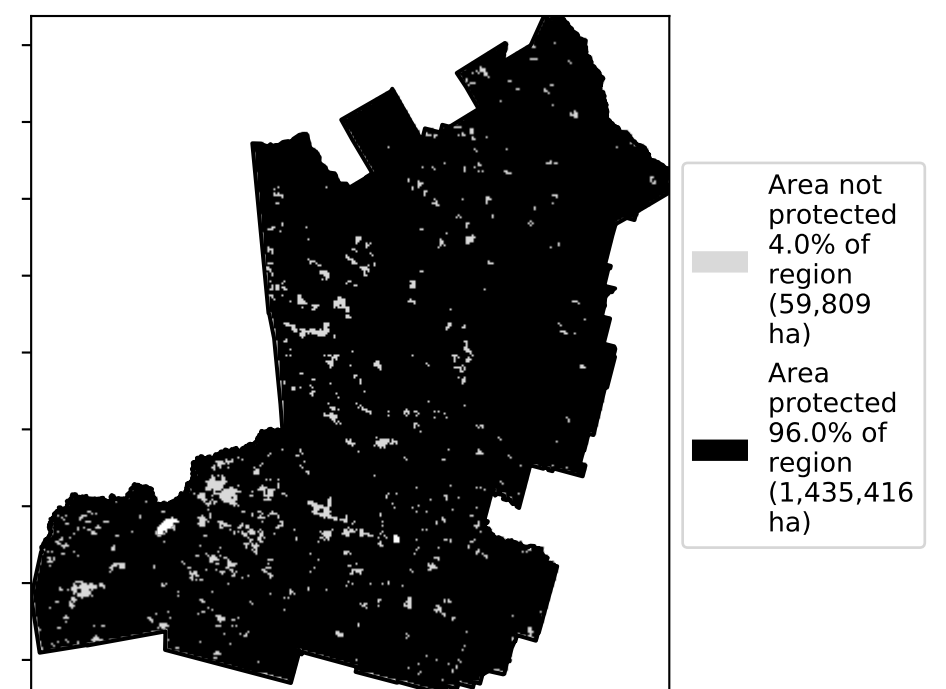 Area not
protected
4.0% of
region
(59,809
ha)
Area
protected
96.0% of
region
(1,435,416
ha)